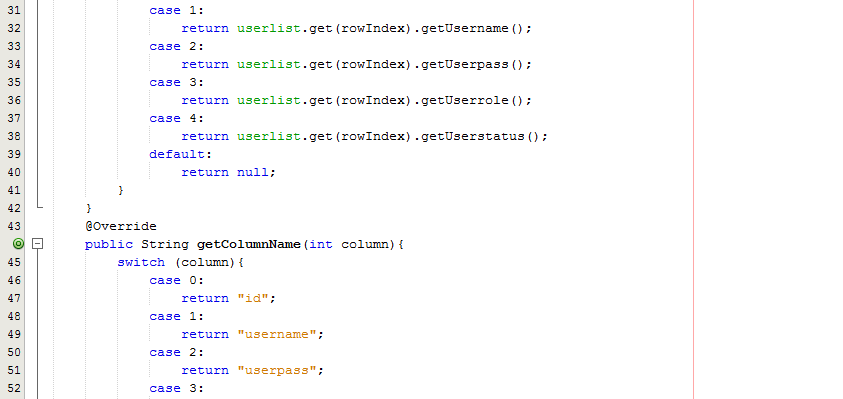 31 case 1:
32 return userlist.get(rowIndex).getUsername();
33 case 2:
34 return userlist.get(rowIndex).getUserpass();
35 case 3:
36 return userlist.get(rowIndex).getUserrole();
37 case 4:
38 return userlist.get(rowIndex).getUserstatus();
39 default:
40 return null;
41 }
42 }
43 @Override
public String getColumnName(int column){
45 switch (column){
46 case 0:
47 return "id";
48 case 1:
49 return "username";
50 case 2:
51 return "userpass";
52 case 3: